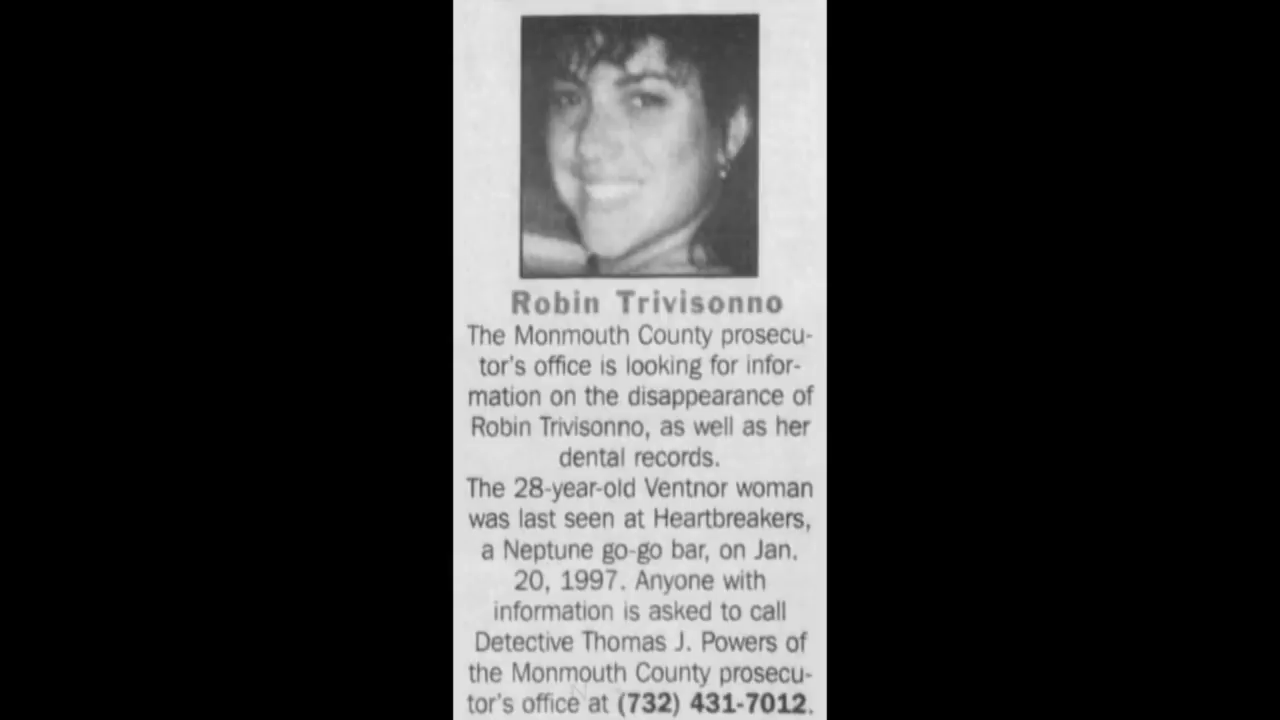 Robin Trivisonno
The Monmouth County prosecu-
tor's office is looking for infor-
mation on the disappearance of
Robin Trivisonno, as well as her
dental records.
The 28-year-old Ventnor woman
was last seen at Heartbreakers,
a Neptune go-go bar, on Jan.
20, 1997. Anyone with
information is asked to call
Detective Thomas J. Powers of
the Monmouth County prosecu-
tor's office at (732) 431-7012.